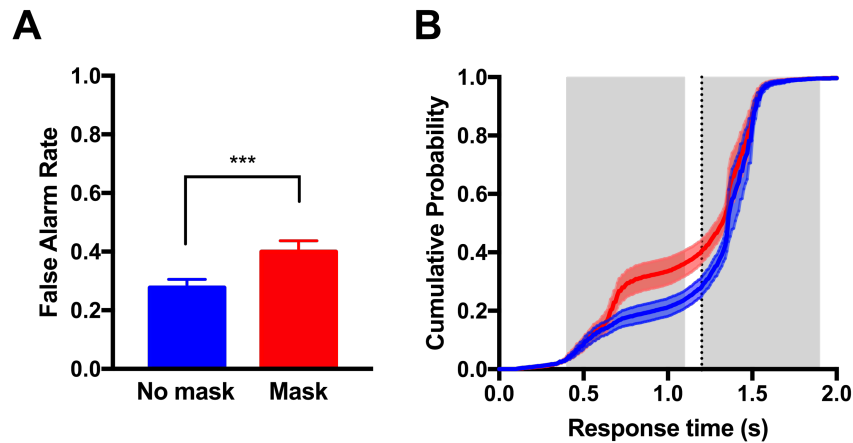 A
B
1.0
0.8
0.6
0.4
0.2
0.0
False Alarm Rate
***
No mask
Mask
1.0
0.8
0.6
0.4
0.2
0.0
Cumulative Probability
0.0
0.5
1.0
1.5
2.0
Response time (s)